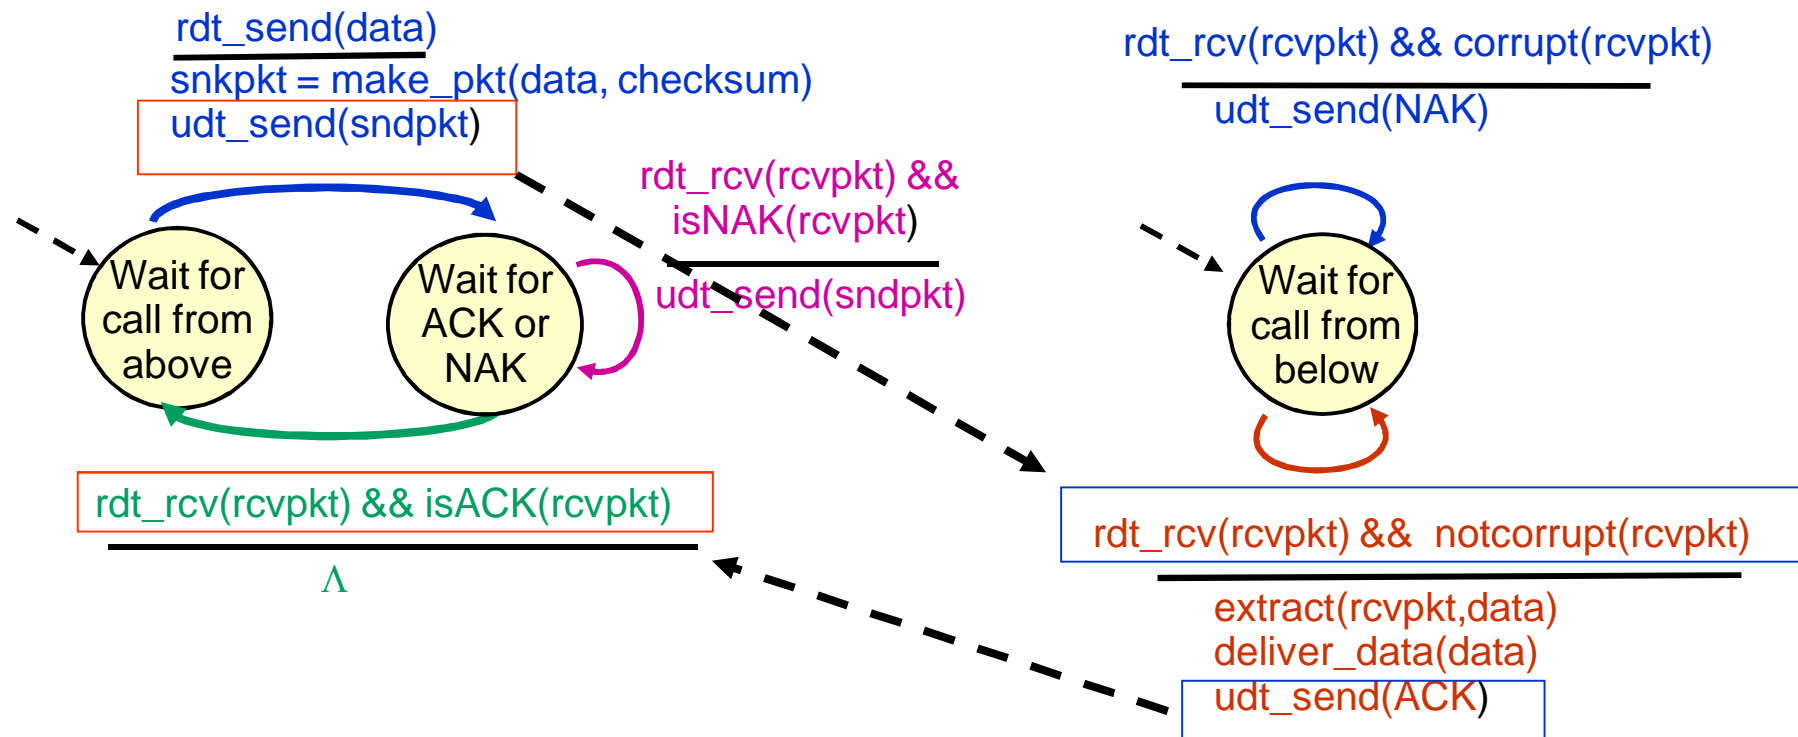 rdt_send(data)
snkpkt = make_pkt(data, checksum)
udt_send(sndpkt)
rdt_rcv(rcvpkt) &&
isNAK(rcvpkt)
udt_send(sndpkt)
Wait for
call from
above
Wait for
ACK or
NAK
rdt_rcv(rcvpkt) && isACK(rcvpkt)
Λ
rdt_rcv(rcvpkt) && corrupt(rcvpkt)
udt_send(NAK)
Wait for
call from
below
rdt_rcv(rcvpkt) && notcorrupt(rcvpkt)
extract(rcvpkt,data)
deliver_data(data)
udt_send(ACK)